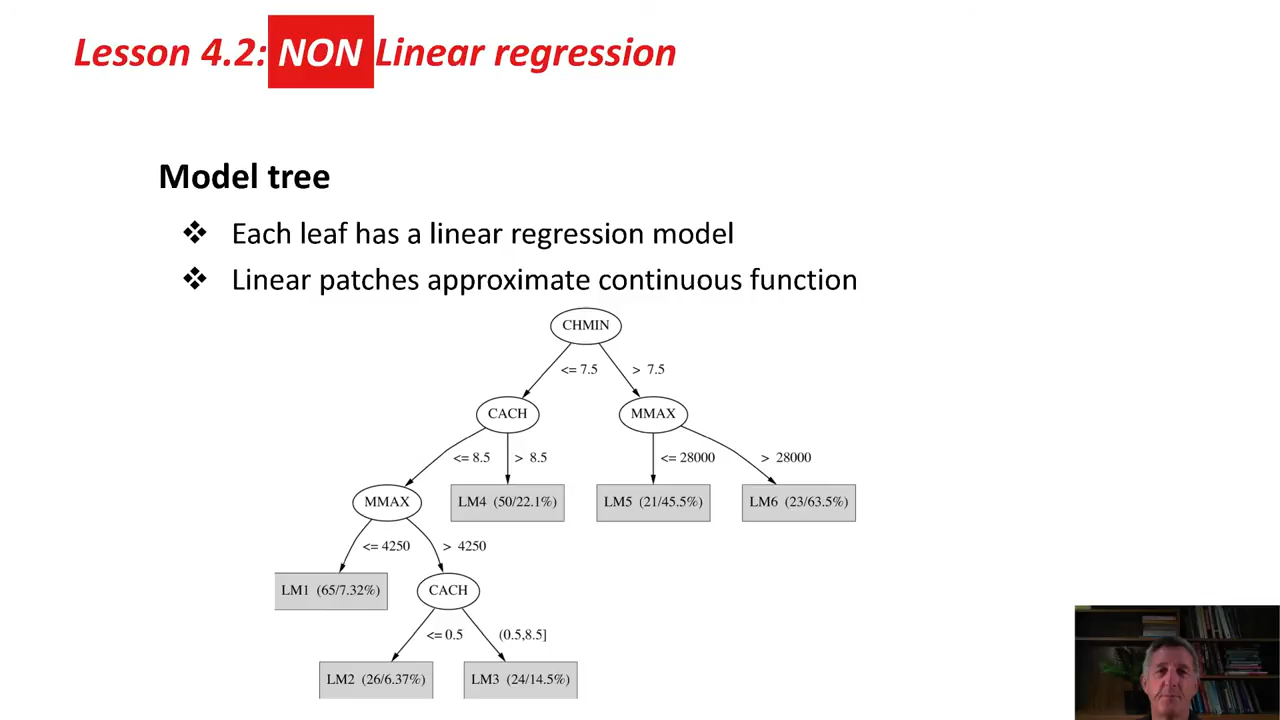 Lesson 4.2: NON Linear regression
Model tree
❖ Each leaf has a linear regression model
❖ Linear patches approximate continuous function
CHMIN
<= 7.5 > 7.5
CACH MMAX
<= 8.5 > 8.5 <= 28000 > 28000
MMAX LM4 (50/22.1%) LM5 (21/45.5%) LM6 (23/63.5%)
<= 4250 > 4250
LM1 (65/7.32%) CACH
<= 0.5 (0.5,8.5]
LM2 (26/6.37%) LM3 (24/14.5%)